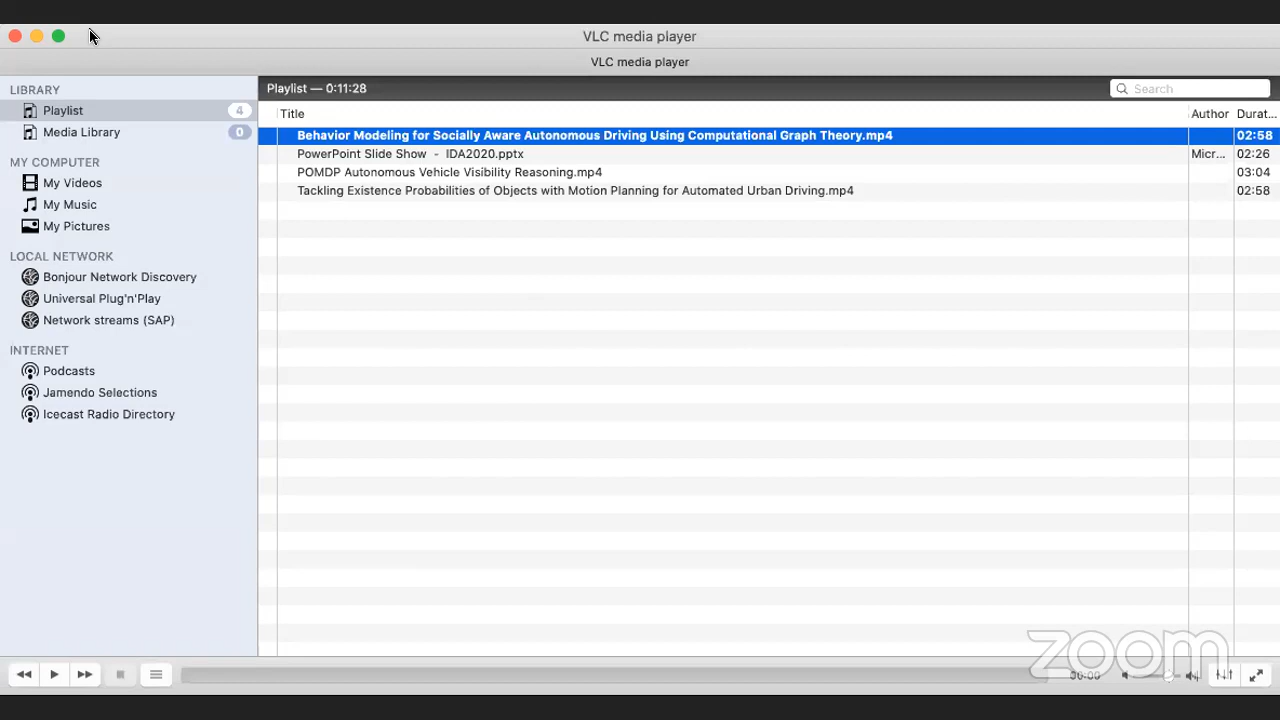 VLC media player
VLC media player
LIBRARY
Playlist 4
Media Library 0
MY COMPUTER
My Videos
My Music
My Pictures
LOCAL NETWORK
Bonjour Network Discovery
Universal Plug'n'Play
Network streams (SAP)
INTERNET
Podcasts
Jamendo Selections
Icecast Radio Directory
Playlist — 0:11:28
Search
Title Author Durat...
Behavior Modeling for Socially Aware Autonomous Driving Using Computational Graph Theory.mp4 02:58
PowerPoint Slide Show - IDA2020.pptx Micr... 02:26
POMDP Autonomous Vehicle Visibility Reasoning.mp4 03:04
Tackling Existence Probabilities of Objects with Motion Planning for Automated Urban Driving.mp4 02:58
zoom
00:00